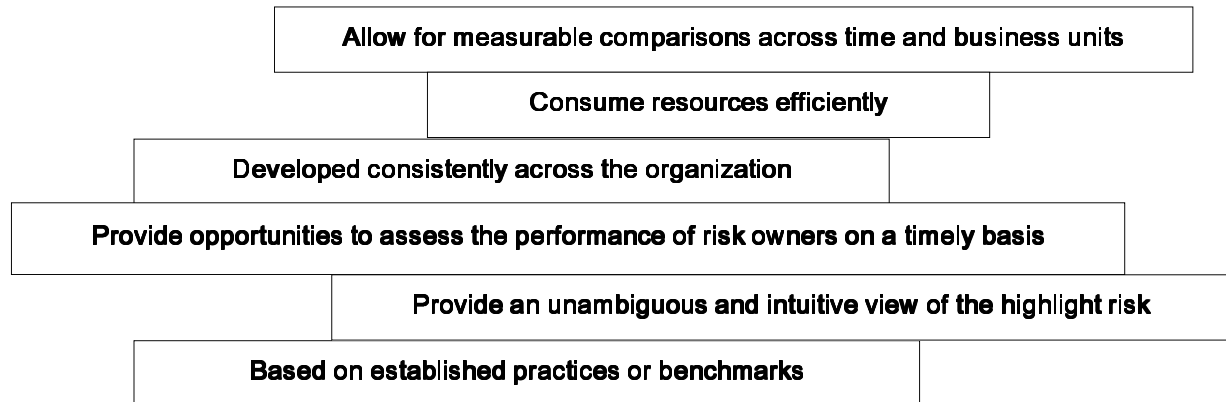 Allow for measurable comparisons across time and business units
Consume resources efficiently
Developed consistently across the organization
Provide opportunities to assess the performance of risk owners on a timely basis
Provide an unambiguous and intuitive view of the highlight risk
Based on established practices or benchmarks